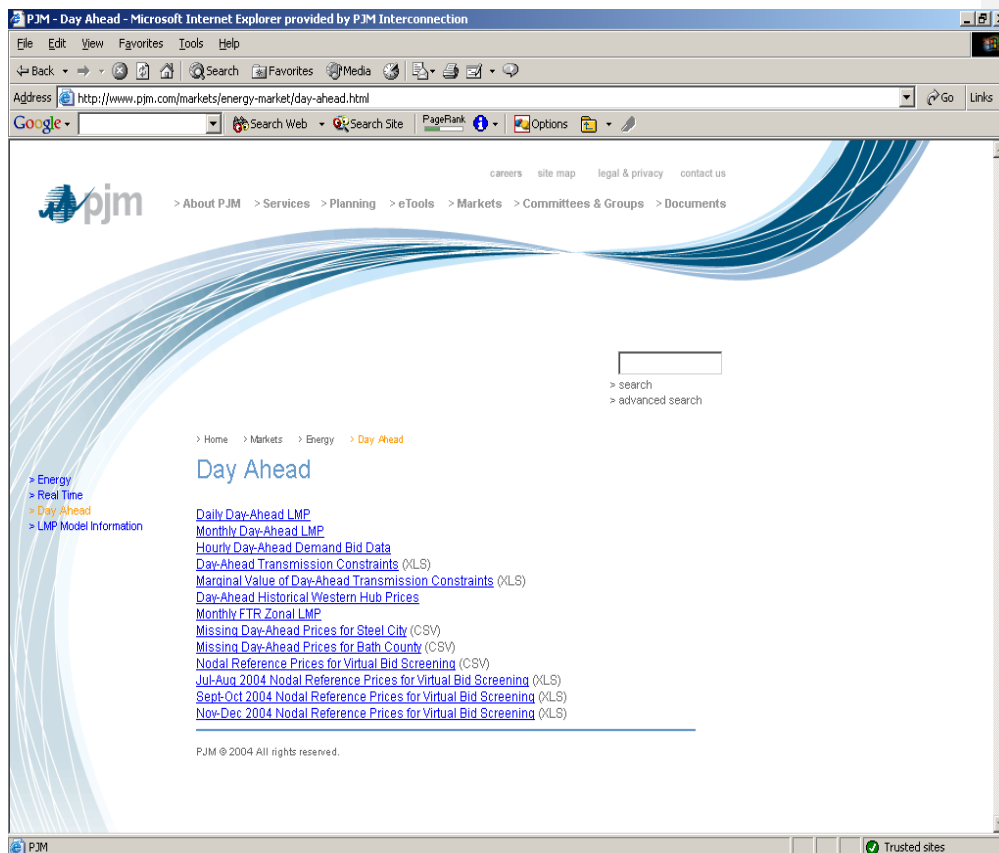 PJM - Day Ahead - Microsoft Internet Explorer provided by PJM Interconnection
File Edit View Favorites Tools Help
Back Search Favorites Media
Address http://www.pjm.com/markets/energy-market/day-ahead.html Go Links
Google Search Web Search Site PageRank Options
careers site map legal & privacy contact us
pjm
> About PJM > Services > Planning > eTools > Markets > Committees & Groups > Documents
> search
> advanced search
> Home > Markets > Energy > Day Ahead
Day Ahead
> Energy
> Real Time
> Day Ahead
> LMP Model Information
Daily Day-Ahead LMP
Monthly Day-Ahead LMP
Hourly Day-Ahead Demand Bid Data
Day-Ahead Transmission Constraints (XLS)
Marginal Value of Day-Ahead Transmission Constraints (XLS)
Day-Ahead Historical Western Hub Prices
Monthly FTR Zonal LMP
Missing Day-Ahead Prices for Steel City (CSV)
Missing Day-Ahead Prices for Bath County (CSV)
Nodal Reference Prices for Virtual Bid Screening (CSV)
Jul-Aug 2004 Nodal Reference Prices for Virtual Bid Screening (XLS)
Sept-Oct 2004 Nodal Reference Prices for Virtual Bid Screening (XLS)
Nov-Dec 2004 Nodal Reference Prices for Virtual Bid Screening (XLS)
PJM © 2004 All rights reserved.
PJM Trusted sites